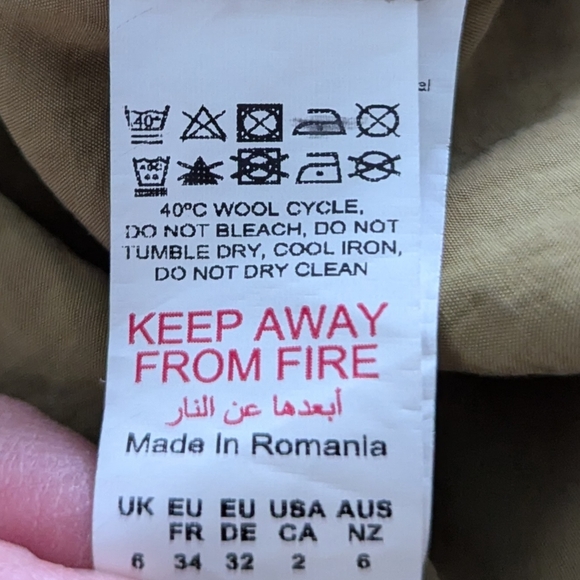 40°
40°C
40°C WOOL CYCLE,
DO NOT BLEACH, DO NOT
TUMBLE DRY, COOL IRON,
DO NOT DRY CLEAN
KEEP AWAY
FROM FIRE
أبعدها عن النار
Made In Romania
UK EU EU USA AUS
FR DE CA NZ
6 34 32 2 6